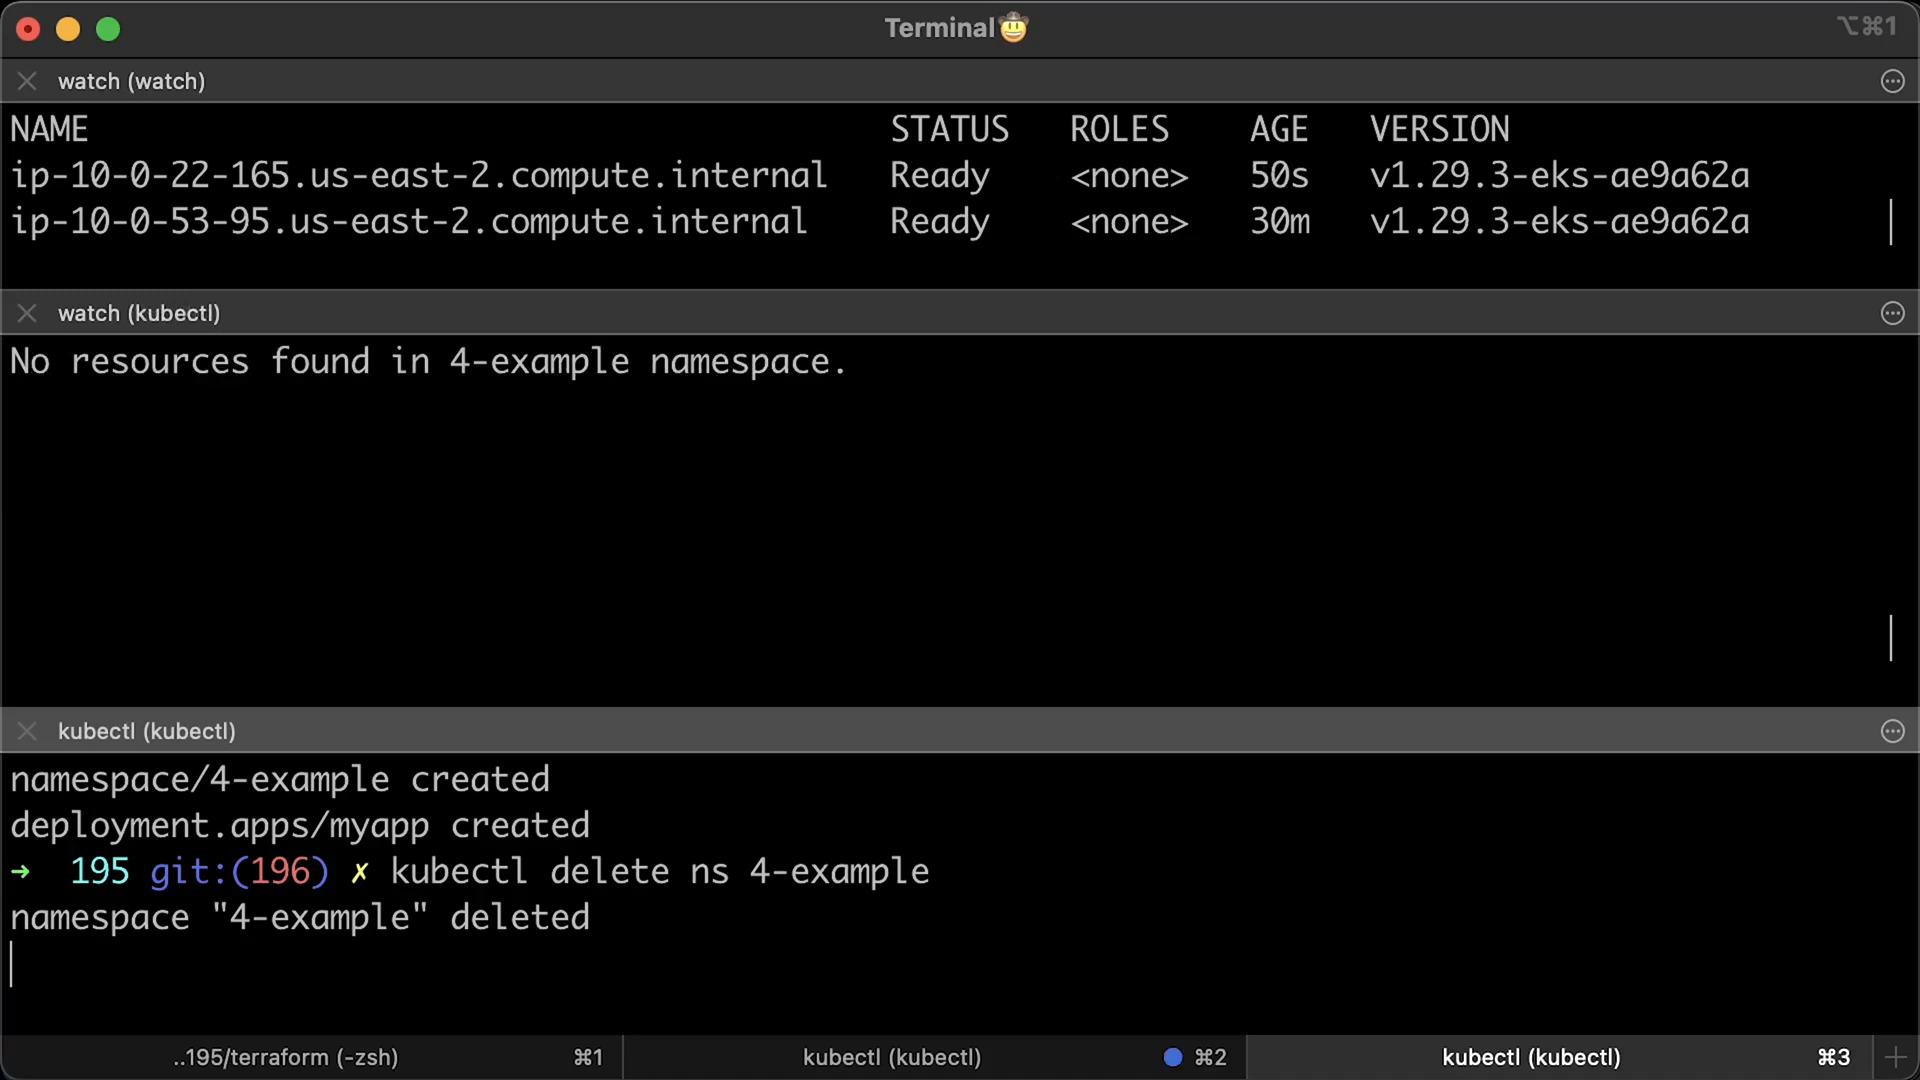 Terminal🤠
⌥⌘1
watch (watch)
NAME STATUS ROLES AGE VERSION
ip-10-0-22-165.us-east-2.compute.internal Ready <none> 50s v1.29.3-eks-ae9a62a
ip-10-0-53-95.us-east-2.compute.internal Ready <none> 30m v1.29.3-eks-ae9a62a
watch (kubectl)
No resources found in 4-example namespace.
kubectl (kubectl)
namespace/4-example created
deployment.apps/myapp created
➜ 195 git:(196) ✗ kubectl delete ns 4-example
namespace "4-example" deleted
..195/terraform (-zsh) ⌘1 kubectl (kubectl) ⌘2 kubectl (kubectl) ⌘3